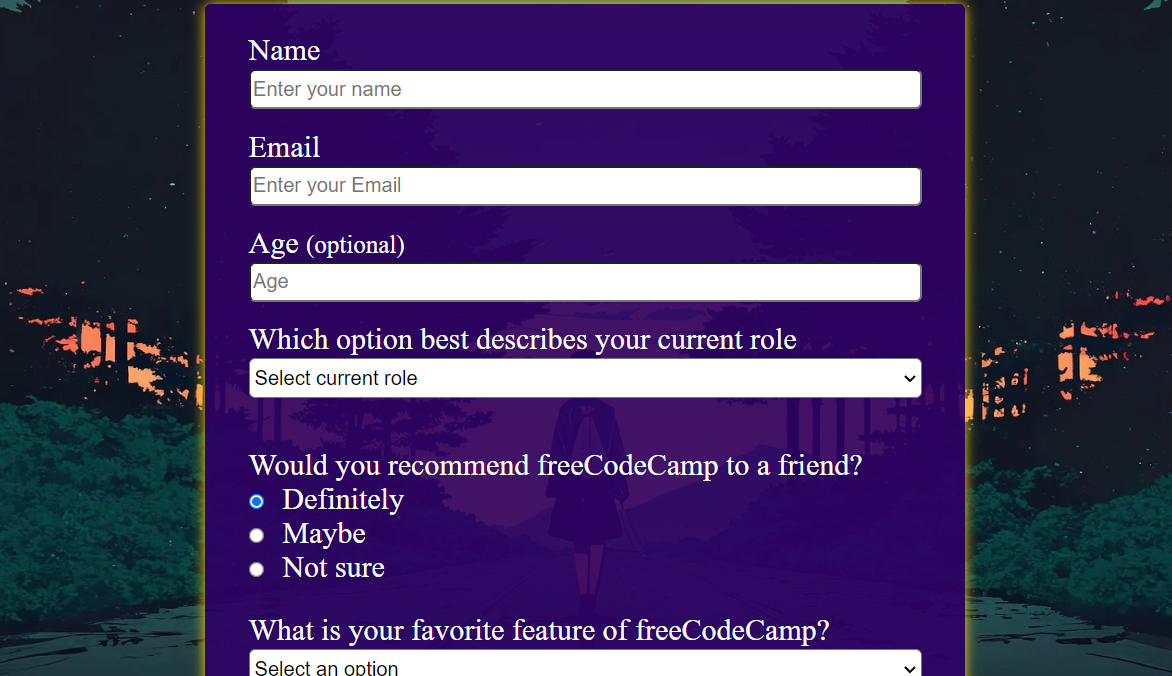 Name
Enter your name
Email
Enter your Email
Age (optional)
Age
Which option best describes your current role
Select current role
Would you recommend freeCodeCamp to a friend?
Definitely
Maybe
Not sure
What is your favorite feature of freeCodeCamp?
Select an option